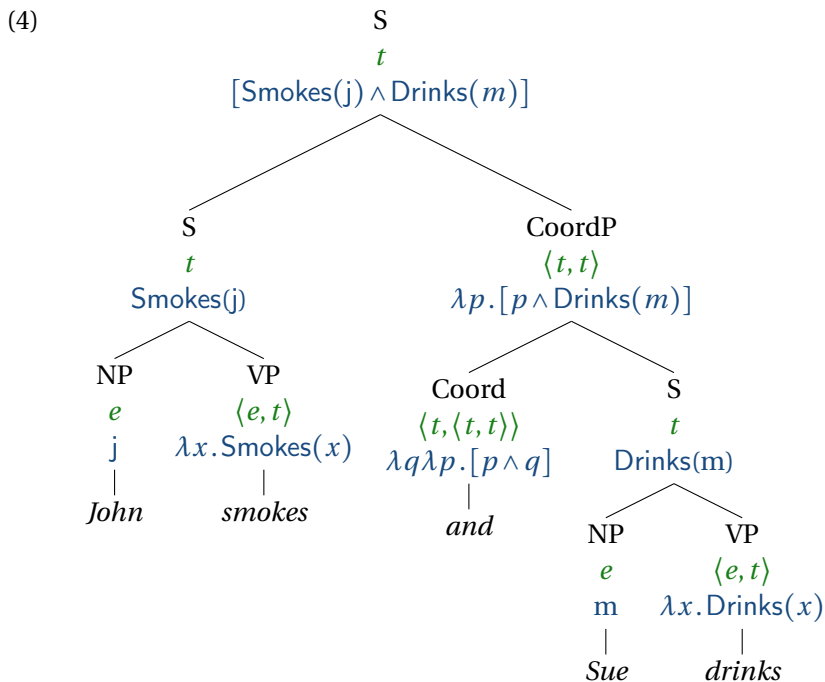 (4)
S
t
[Smokes(j) ∧ Drinks(m)]
S CoordP
t ⟨t, t⟩
Smokes(j) λp.[p ∧ Drinks(m)]
NP VP Coord S
e ⟨e, t⟩ ⟨t, ⟨t, t⟩⟩ t
j λx.Smokes(x) λqλp.[p ∧ q] Drinks(m)
John smokes and
NP VP
e ⟨e, t⟩
m λx.Drinks(x)
Sue drinks